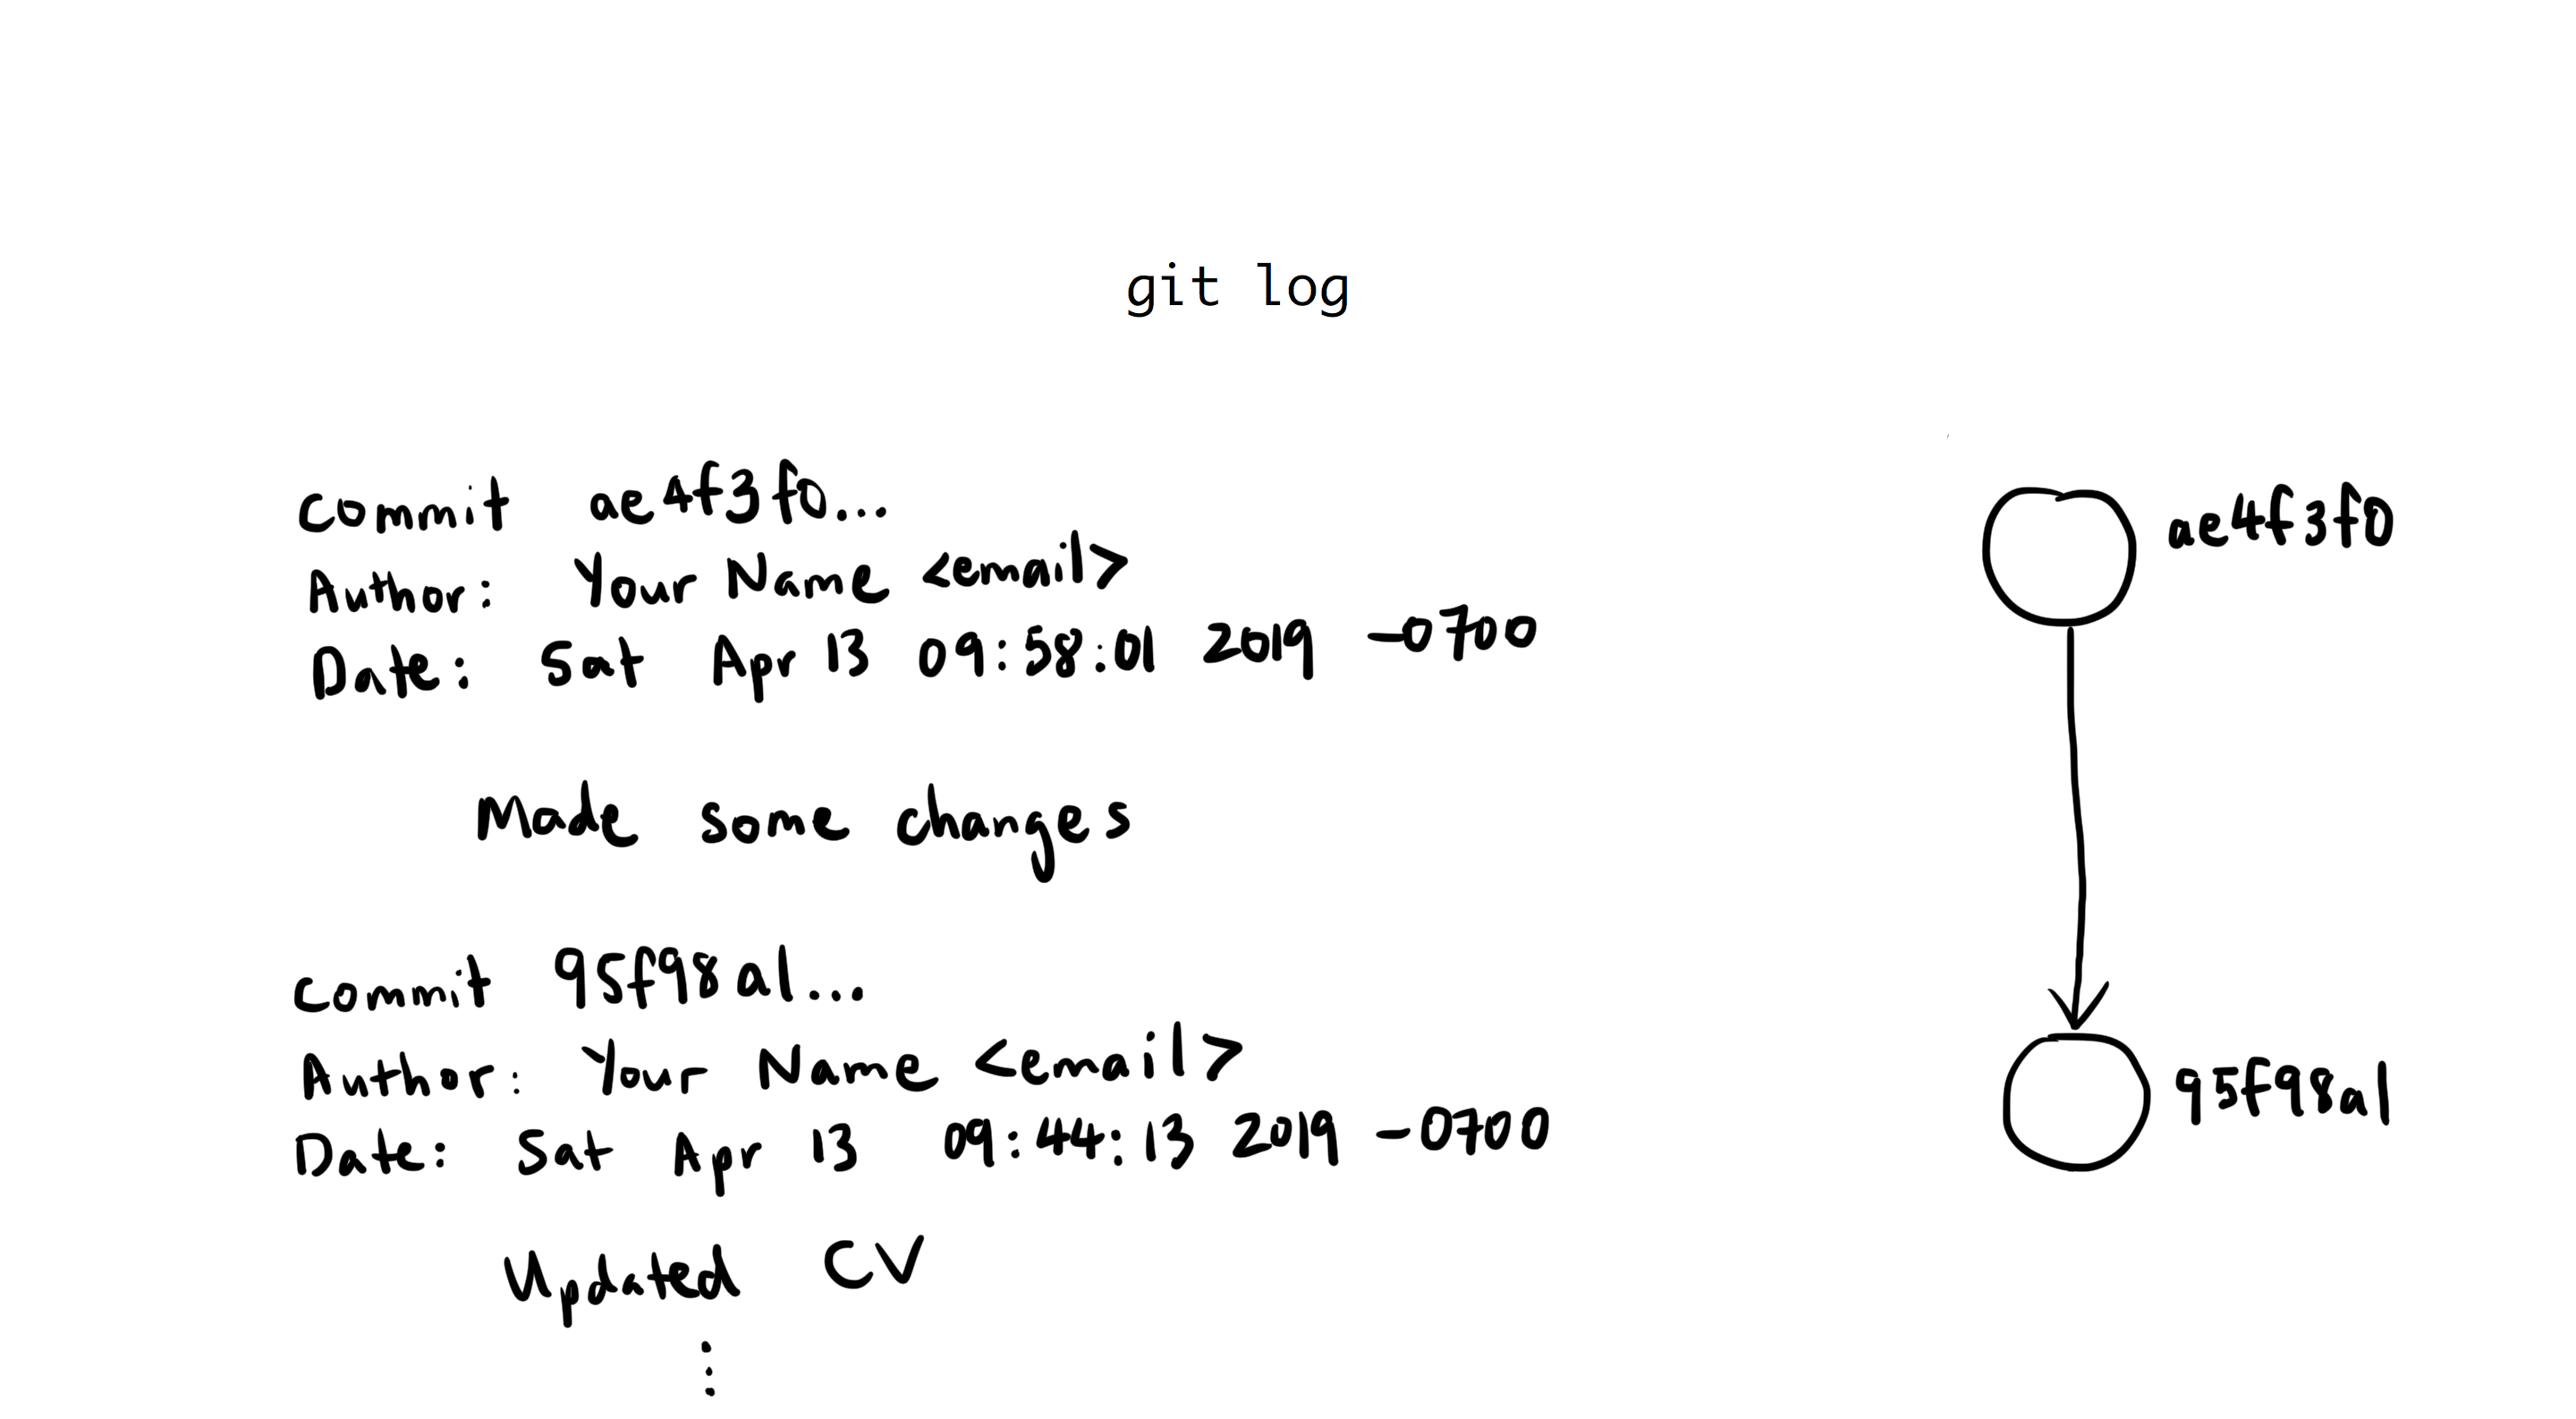 git log
commit ae4f3f0...
Author: Your Name <email>
Date: Sat Apr 13 09:58:01 2019 -0700
Made some changes
commit 95f98a1...
Author: Your Name <email>
Date: Sat Apr 13 09:44:13 2019 -0700
Updated CV
⋮
ae4f3f0
95f98a1